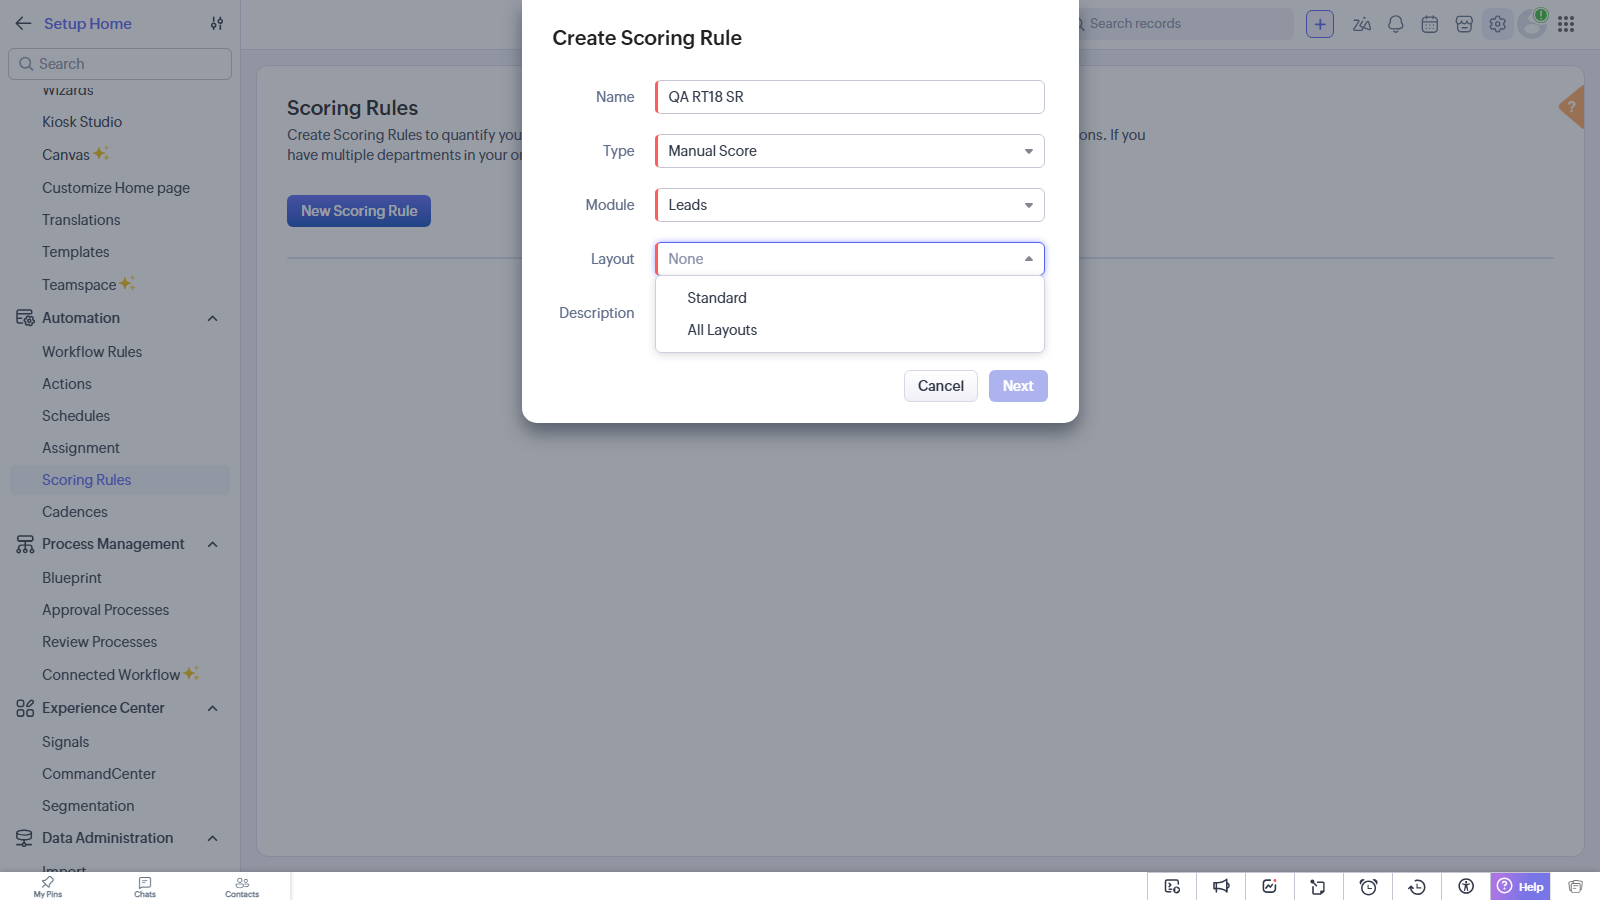 Setup Home
Search
Wizards
Kiosk Studio
Canvas
Customize Home page
Translations
Templates
Teamspace
Automation
Workflow Rules
Actions
Schedules
Assignment
Scoring Rules
Cadences
Process Management
Blueprint
Approval Processes
Review Processes
Connected Workflow
Experience Center
Signals
CommandCenter
Segmentation
Data Administration
Import
Search records
Scoring Rules
Create Scoring Rules to quantify you
ons. If you
have multiple departments in your
New Scoring Rule
?
Create Scoring Rule
Name
QA RT18 SR
Type
Manual Score
Module
Leads
Layout
None
Standard
All Layouts
Description
Cancel
Next
My Pins
Chats
Contacts
Help